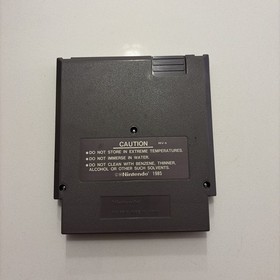 CAUTION
●DO NOT STORE IN EXTREME TEMPERATURES.
●DO NOT IMMERSE IN WATER.
●DO NOT CLEAN WITH BENZENE, THINNER,
ALCOHOL OR OTHER SUCH SOLVENTS.
©Nintendo® 1985